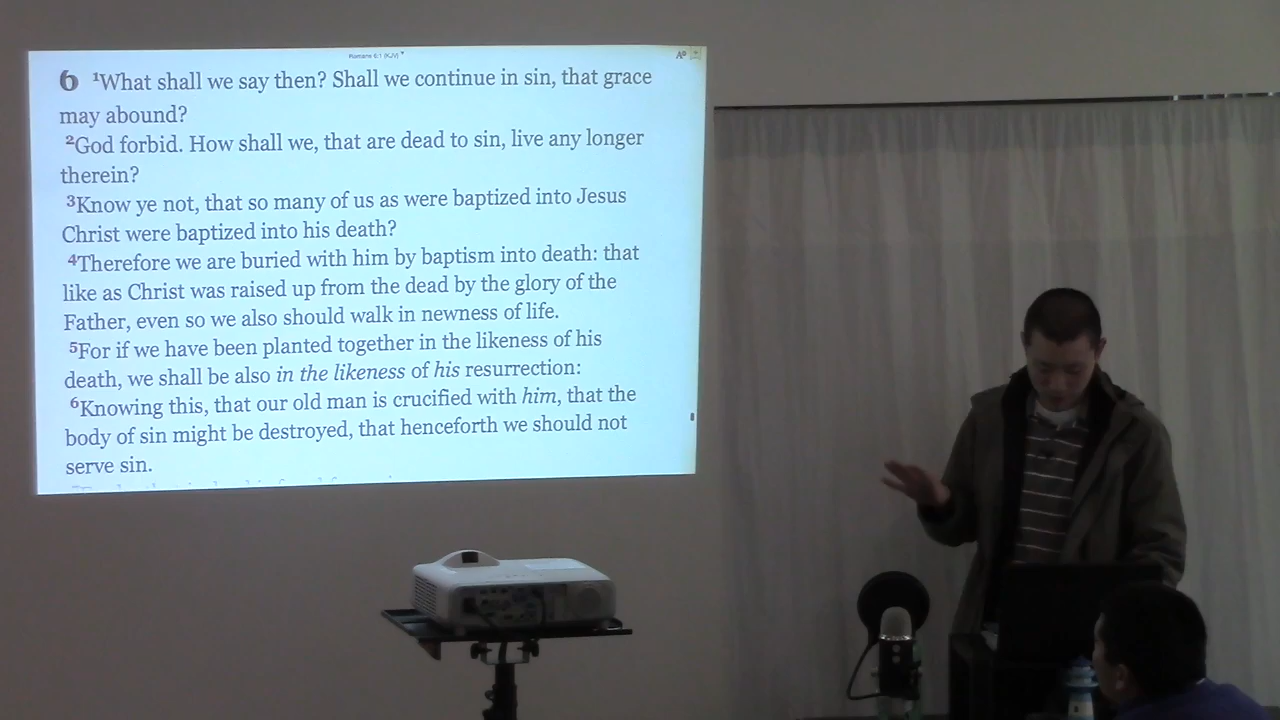 Romans 6:1 (KJV)
6 1What shall we say then? Shall we continue in sin, that grace
may abound?
2God forbid. How shall we, that are dead to sin, live any longer
therein?
3Know ye not, that so many of us as were baptized into Jesus
Christ were baptized into his death?
4Therefore we are buried with him by baptism into death: that
like as Christ was raised up from the dead by the glory of the
Father, even so we also should walk in newness of life.
5For if we have been planted together in the likeness of his
death, we shall be also in the likeness of his resurrection:
6Knowing this, that our old man is crucified with him, that the
body of sin might be destroyed, that henceforth we should not
serve sin.